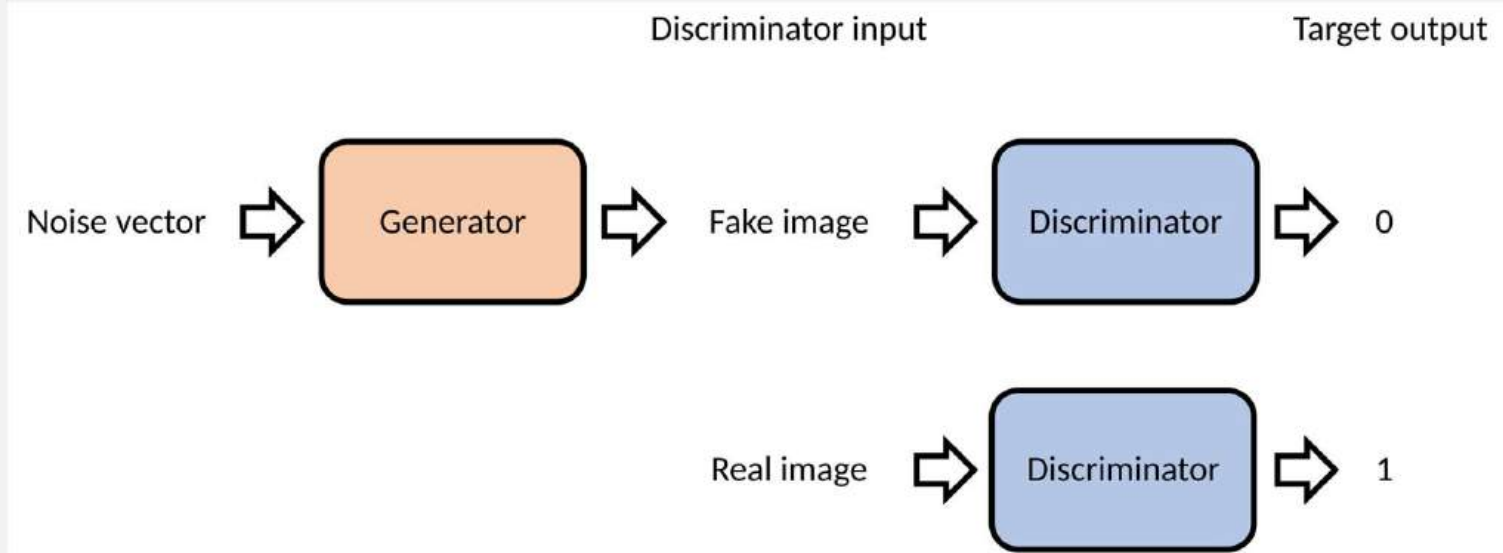 Discriminator input Target output
Noise vector Generator Fake image Discriminator 0
Real image Discriminator 1